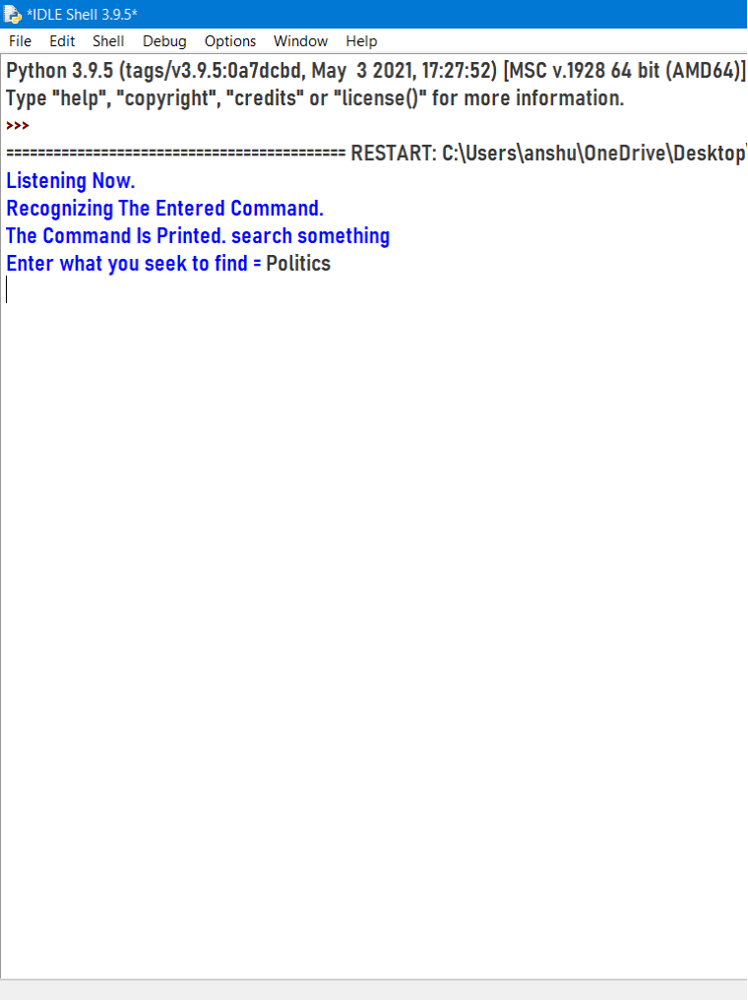 *IDLE Shell 3.9.5*
File Edit Shell Debug Options Window Help
Python 3.9.5 (tags/v3.9.5:0a7dcbd, May  3 2021, 17:27:52) [MSC v.1928 64 bit (AMD64)]
Type "help", "copyright", "credits" or "license()" for more information.
>>>
=========================================== RESTART: C:\Users\anshu\OneDrive\Desktop\
Listening Now.
Recognizing The Entered Command.
The Command Is Printed. search something
Enter what you seek to find = Politics